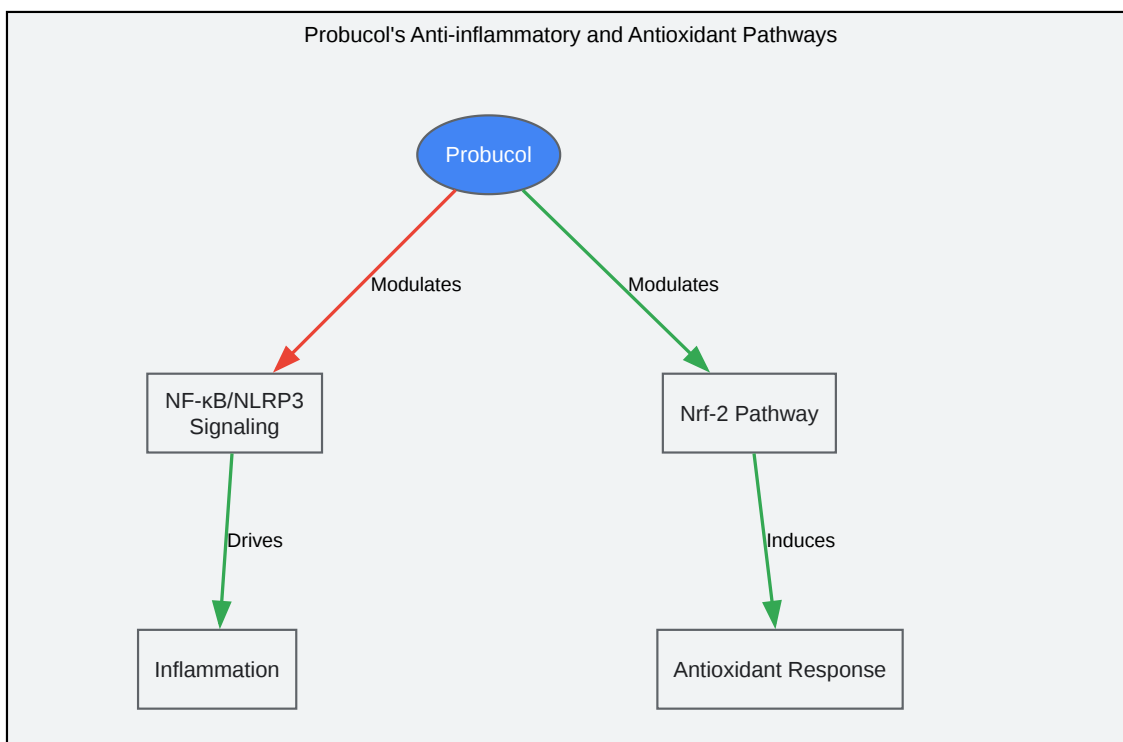 Probucol's Anti-inflammatory and Antioxidant Pathways
Probucol
Modulates
Modulates
NF-κB/NLRP3
Signaling
Nrf-2 Pathway
Drives
Induces
Inflammation
Antioxidant Response